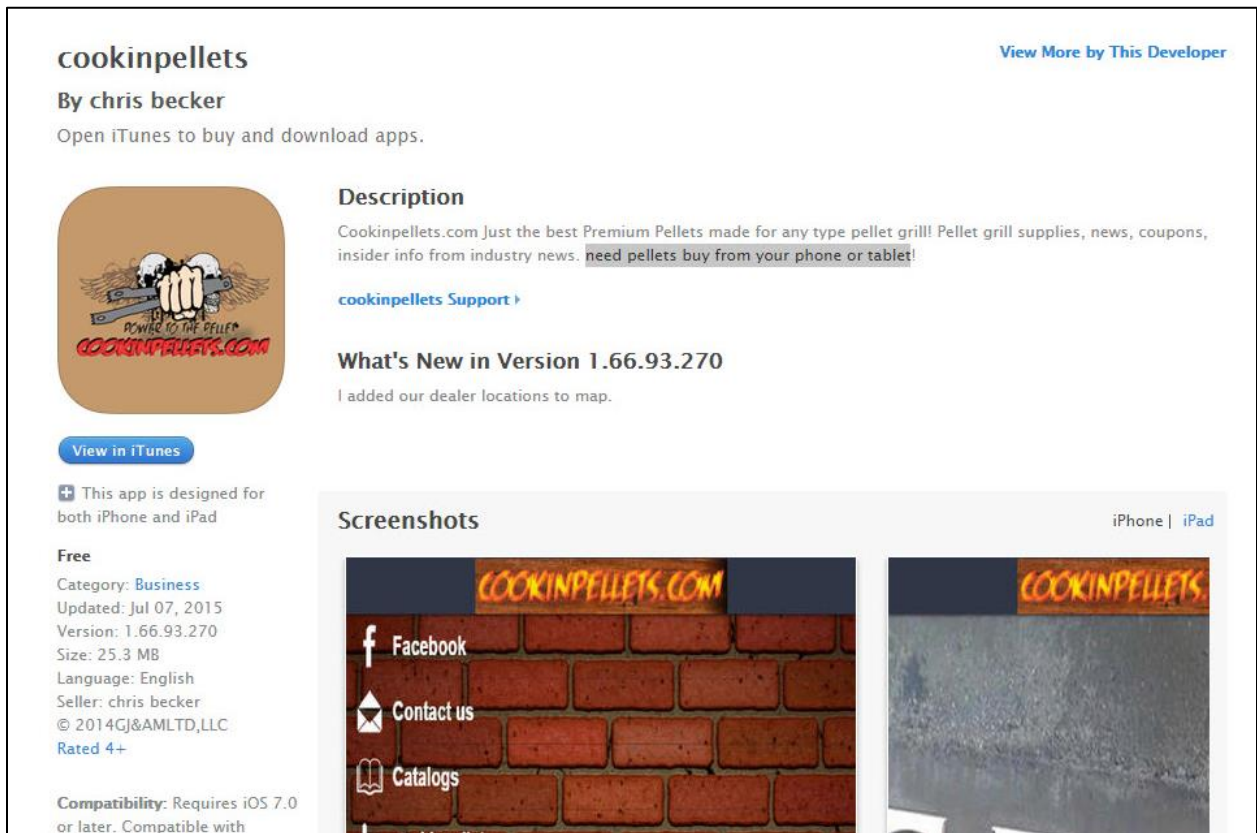 cookinpellets
View More by This Developer
By chris becker
Open iTunes to buy and download apps.
POWER TO THE PELLET
COOKINPELLETS.COM
View in iTunes
This app is designed for
both iPhone and iPad
Free
Category: Business
Updated: Jul 07, 2015
Version: 1.66.93.270
Size: 25.3 MB
Language: English
Seller: chris becker
© 2014GJ&AMLTD,LLC
Rated 4+
Compatibility: Requires iOS 7.0
or later. Compatible with
Description
Cookinpellets.com Just the best Premium Pellets made for any type pellet grill! Pellet grill supplies, news, coupons,
insider info from industry news. need pellets buy from your phone or tablet!
cookinpellets Support
What's New in Version 1.66.93.270
I added our dealer locations to map.
Screenshots
iPhone | iPad
COOKINPELLETS.COM
Facebook
Contact us
Catalogs
COOKINPELLETS.